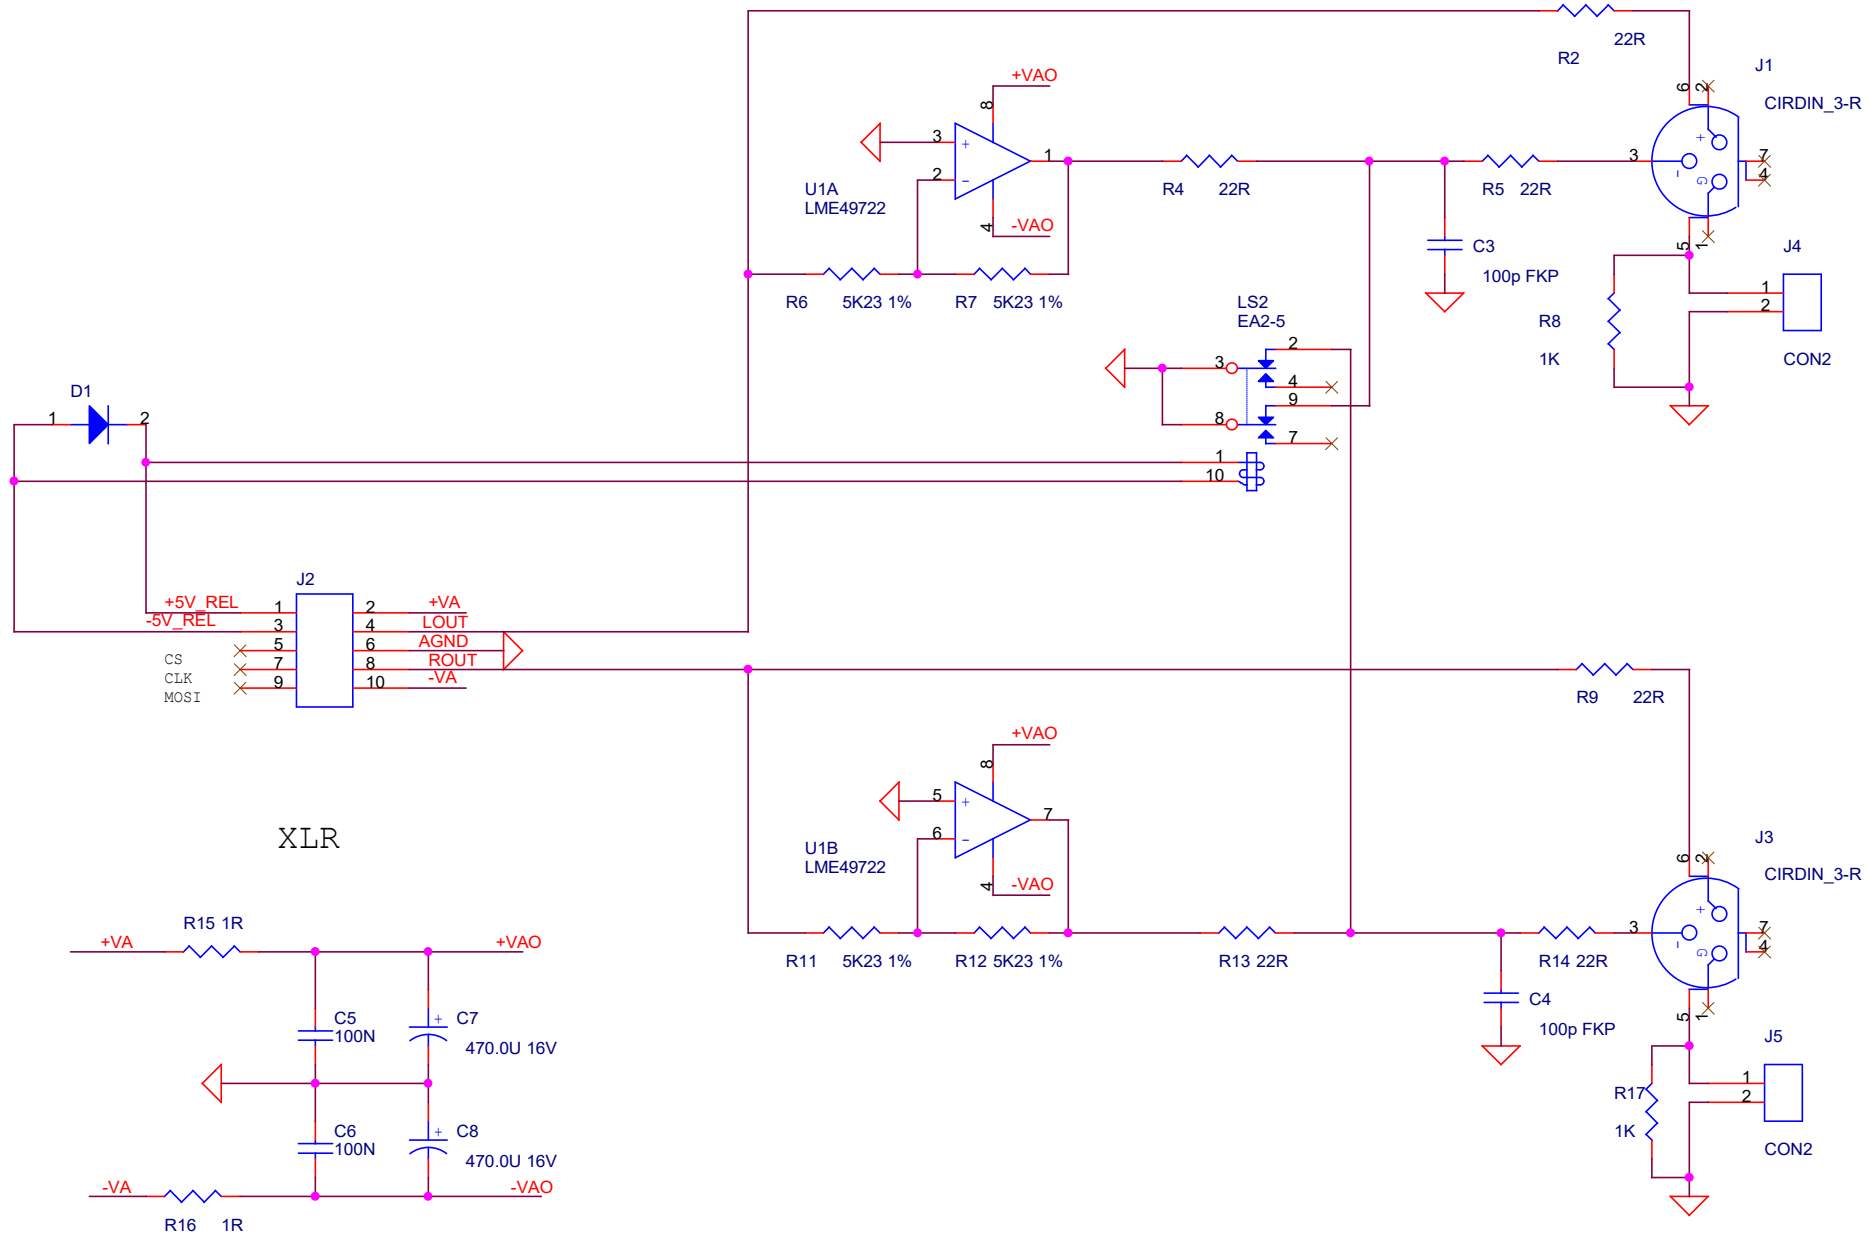 22R
R2
J1
CIRDIN_3-R
6
2
+VAO
8
3
+
1
2
-
U1A
LME49722
4
-VAO
R4 22R
R5 22R
3
+
-
G
7
4
5
1
C3
100p FKP
J4
1
2
CON2
R8
1K
R6 5K23 1%
R7 5K23 1%
LS2
EA2-5
3
2
4
9
8
7
1
10
D1
1
2
J2
+5V_REL 1
2 +VA
-5V_REL 3
4 LOUT
5
6 AGND
CS
7
8 ROUT
CLK
9
10 -VA
MOSI
R9 22R
+VAO
8
5
+
7
6
-
U1B
LME49722
4
-VAO
J3
CIRDIN_3-R
6
2
3
+
-
G
7
4
5
1
R11 5K23 1%
R12 5K23 1%
R13 22R
R14 22R
C4
100p FKP
J5
1
2
CON2
R17
1K
XLR
R15 1R
+VA
+VAO
C5
100N
+
C7
470.0U 16V
C6
100N
+
C8
470.0U 16V
-VA
-VAO
R16 1R